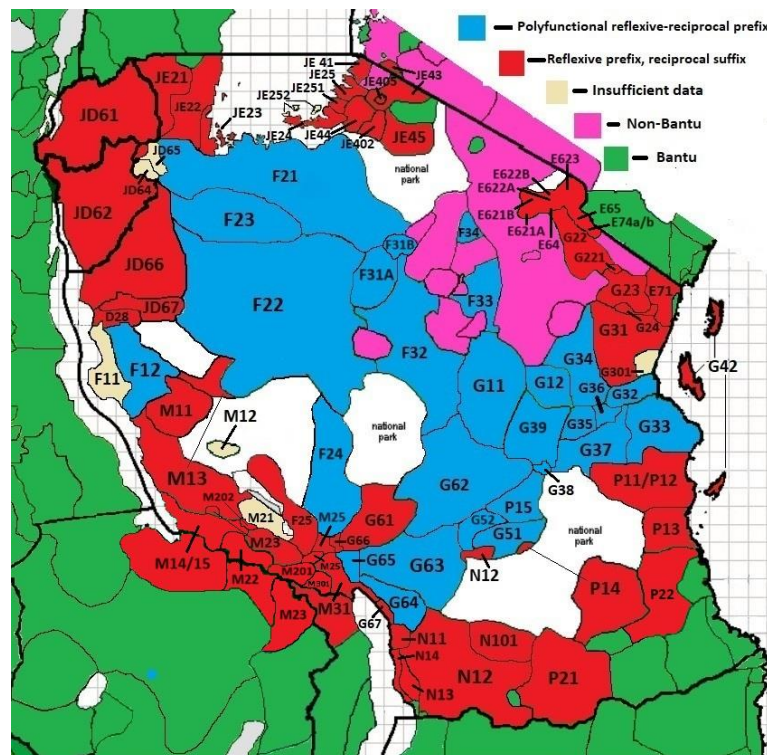 Polyfunctional reflexive-reciprocal prefix
Reflexive prefix, reciprocal suffix
Insufficient data
Non-Bantu
Bantu
JE 41
JE25
JE251
JE252
JE405
JE43
JE21
JE22
JE23
JE24
JE44
JE402
JE45
JD61
JD65
JD64
national
park
E623
E622B
E622A
E621B
E621A
E64
E65
E74a/b
F21
F23
JD62
F34
F31B
F31A
G22
G221
JD66
F22
F33
G23
E71
JD67
D28
G31
G24
G42
F12
F11
F32
G34
G301
G11
G12
G36
G32
M11
M12
national
park
G39
G35
G33
G37
F24
M13
G62
G38
P11/P12
M202
M21
F25
M25
G61
P15
national
park
G52
G51
P13
M23
G66
M14/15
M22
M201
M25
G65
G63
N12
M301
P14
P22
M23
M31
G64
G67
N11
N101
N14
N12
P21
N13